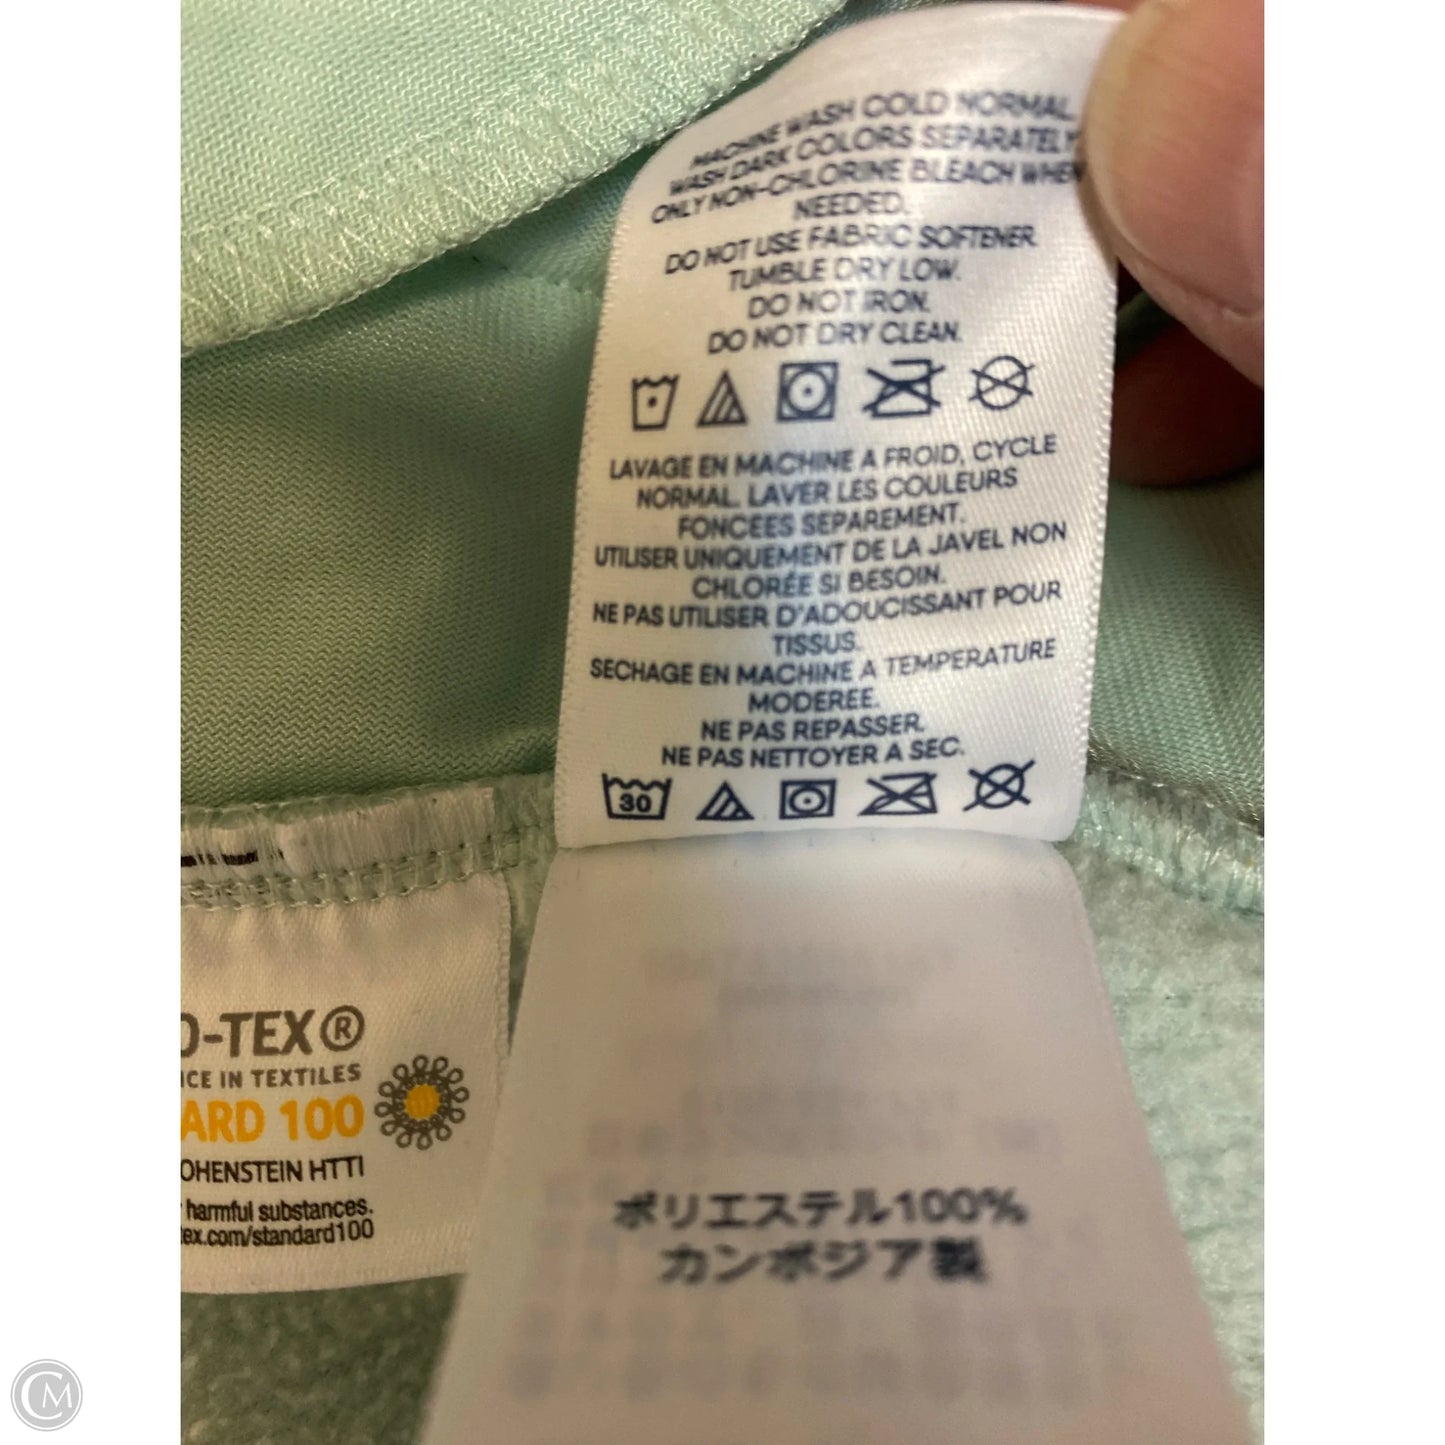 MACHINE WASH COLD NORMAL.
WASH DARK COLORS SEPARATELY
ONLY NON-CHLORINE BLEACH WHEN
NEEDED.
DO NOT USE FABRIC SOFTENER
TUMBLE DRY LOW.
DO NOT IRON.
DO NOT DRY CLEAN.
LAVAGE EN MACHINE A FROID, CYCLE
NORMAL. LAVER LES COULEURS
FONCEES SEPAREMENT.
UTILISER UNIQUEMENT DE LA JAVEL NON
CHLORÉE SI BESOIN.
NE PAS UTILISER D'ADOUCISSANT POUR
TISSUS.
SECHAGE EN MACHINE A TEMPERATURE
MODEREE.
NE PAS REPASSER.
NE PAS NETTOYER A SEC.
30
O-TEX®
ICE IN TEXTILES
ARD 100
OHENSTEIN HTTI
harmful substances.
ex.com/standard100
ポリエステル100%
カンボジア製
CM